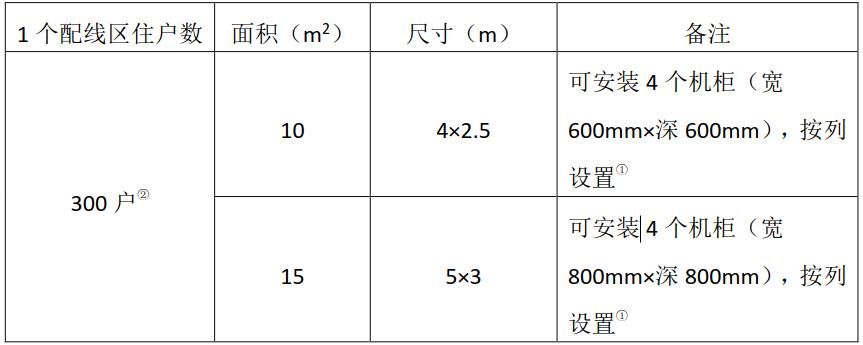 1 个配线区住户数 面积（m²） 尺寸（m） 备注
300 户②
10
4×2.5
可安装 4 个机柜（宽
600mm×深 600mm），按列
设置①
15
5×3
可安装 4 个机柜（宽
800mm×深 800mm），按列
设置①